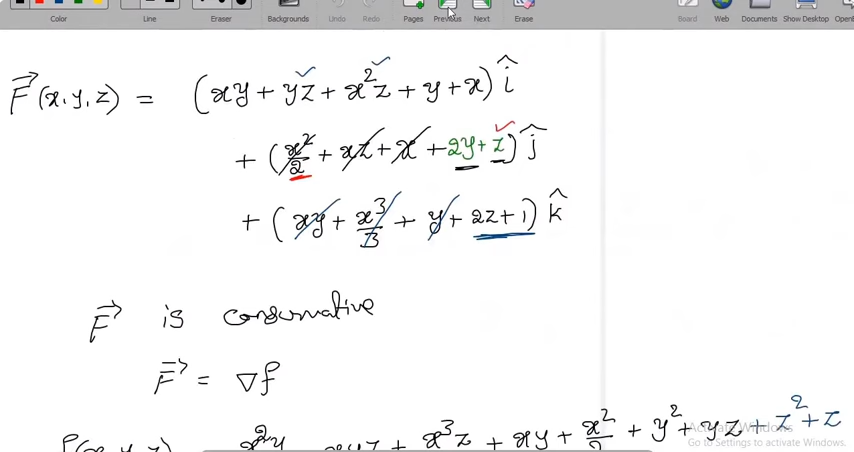 Color Line Eraser Backgrounds Undo Redo Pages Previous Next Erase Board Web Documents Show Desktop
F⃗(x,y,z) = (xy + yz + x²z + y + x) î
+ (x²/2 + xz + x + 2y + z) ĵ
+ (xy + x³/3 + y + 2z + 1) k̂
F⃗ is conservative
F⃗ = ∇f
x³z + xy + x² + y² + yz + z² + z
Activate Windows
Go to Settings to activate Windows.